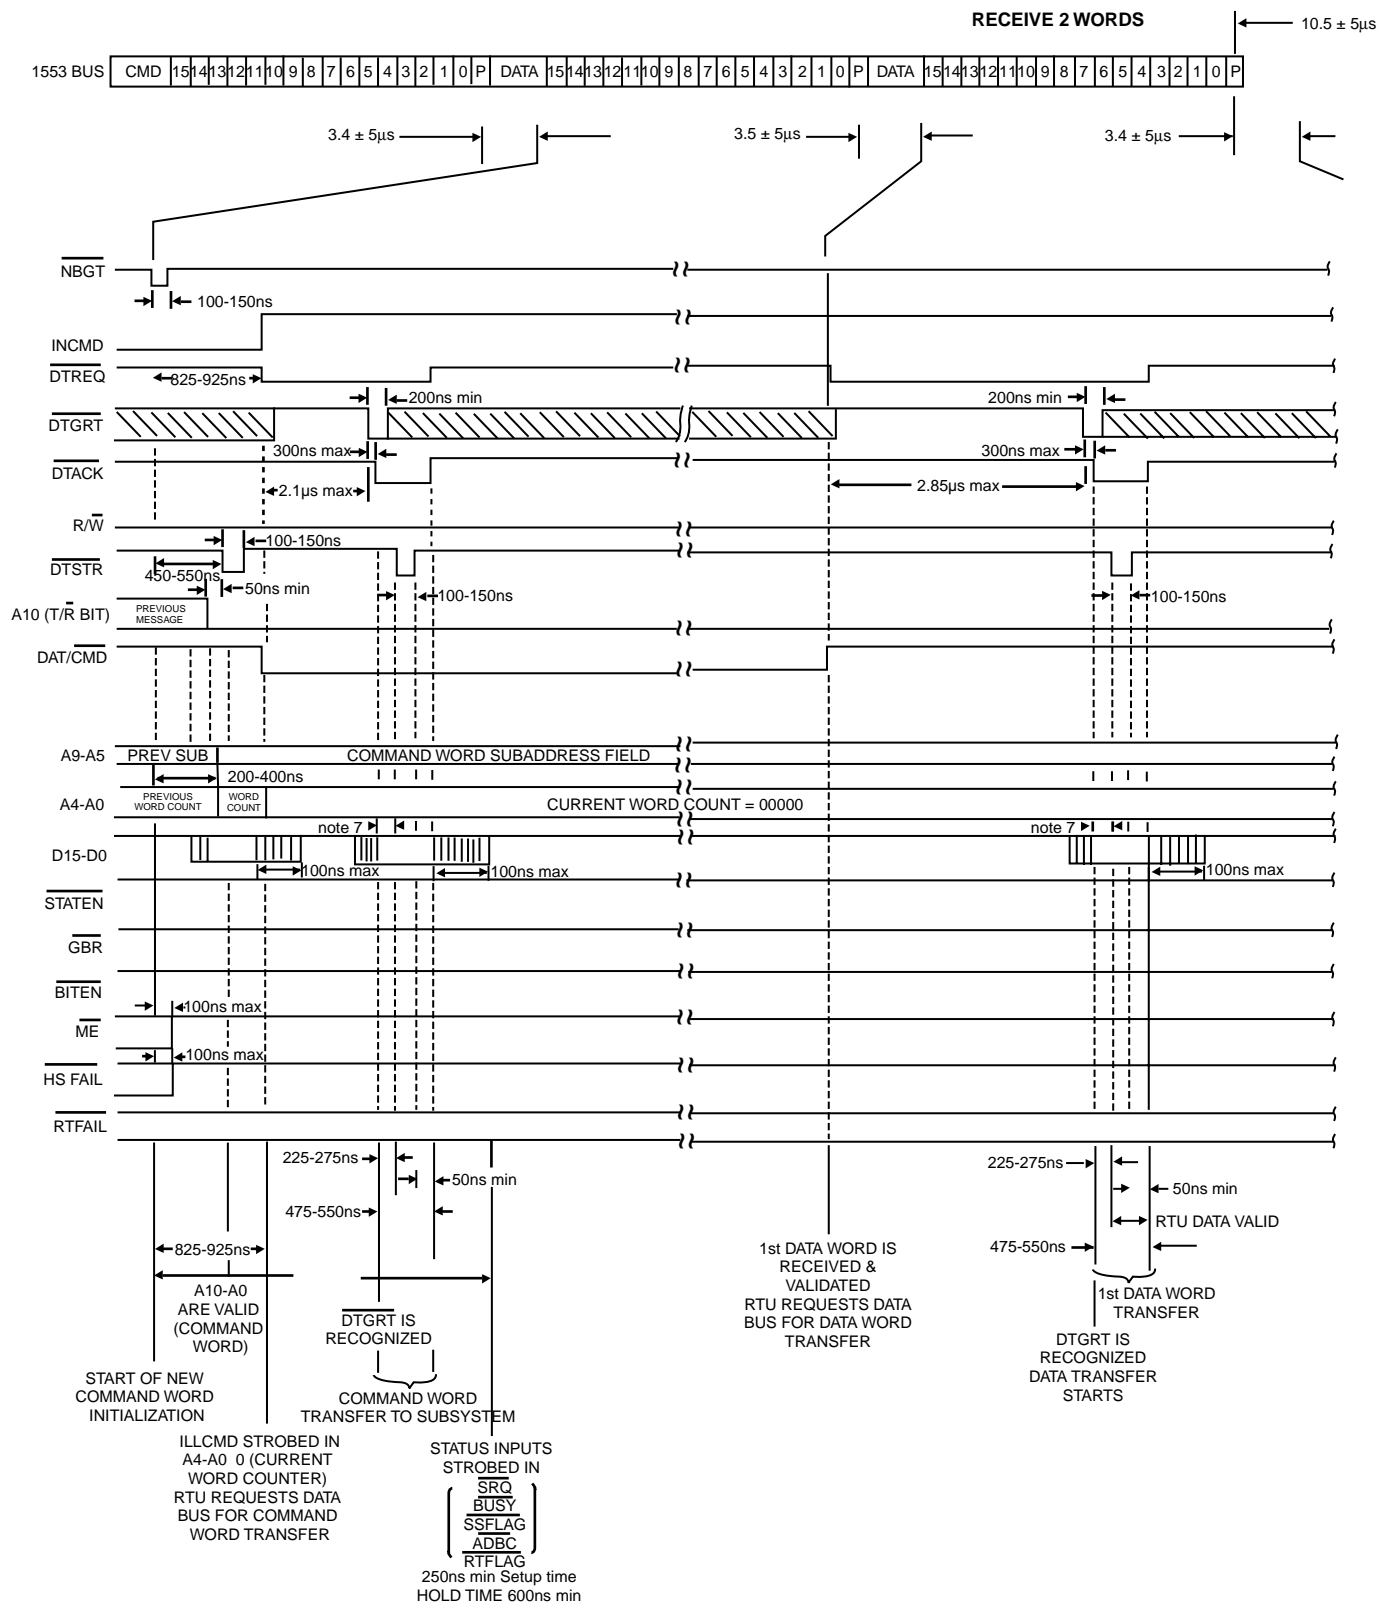 RECEIVE 2 WORDS
10.5 ± 5µs
1553 BUS CMD 15 14 13 12 11 10 9 8 7 6 5 4 3 2 1 0 P DATA 15 14 13 12 11 10 9 8 7 6 5 4 3 2 1 0 P DATA 15 14 13 12 11 10 9 8 7 6 5 4 3 2 1 0 P
3.4 ± 5µs 3.5 ± 5µs 3.4 ± 5µs
NBGT
100-150ns
INCMD
DTREQ
825-925ns
200ns min 200ns min
DTGRT
300ns max 300ns max
DTACK
2.1µs max 2.85µs max
R/W
100-150ns
DTSTR
450-550ns
50ns min 100-150ns 100-150ns
A10 (T/R BIT)
PREVIOUS
MESSAGE
DAT/CMD
A9-A5 PREV SUB COMMAND WORD SUBADDRESS FIELD
200-400ns
A4-A0
PREVIOUS
WORD COUNT
WORD
COUNT
CURRENT WORD COUNT = 00000
note 7 note 7
D15-D0
100ns max 100ns max 100ns max
STATEN
GBR
BITEN
100ns max
ME
100ns max
HS FAIL
RTFAIL
225-275ns 225-275ns
50ns min 50ns min
475-550ns RTU DATA VALID
825-925ns 475-550ns
A10-A0
ARE VALID
(COMMAND
WORD)
DTGRT IS
RECOGNIZED
1st DATA WORD IS
RECEIVED &
VALIDATED
RTU REQUESTS DATA
BUS FOR DATA WORD
TRANSFER
1st DATA WORD
TRANSFER
DTGRT IS
RECOGNIZED
DATA TRANSFER
STARTS
START OF NEW
COMMAND WORD
INITIALIZATION
COMMAND WORD
TRANSFER TO SUBSYSTEM
ILLCMD STROBED IN
A4-A0 0 (CURRENT
WORD COUNTER)
RTU REQUESTS DATA
BUS FOR COMMAND
WORD TRANSFER
STATUS INPUTS
STROBED IN
SRQ
BUSY
SSFLAG
ADBC
RTFLAG
250ns min Setup time
HOLD TIME 600ns min